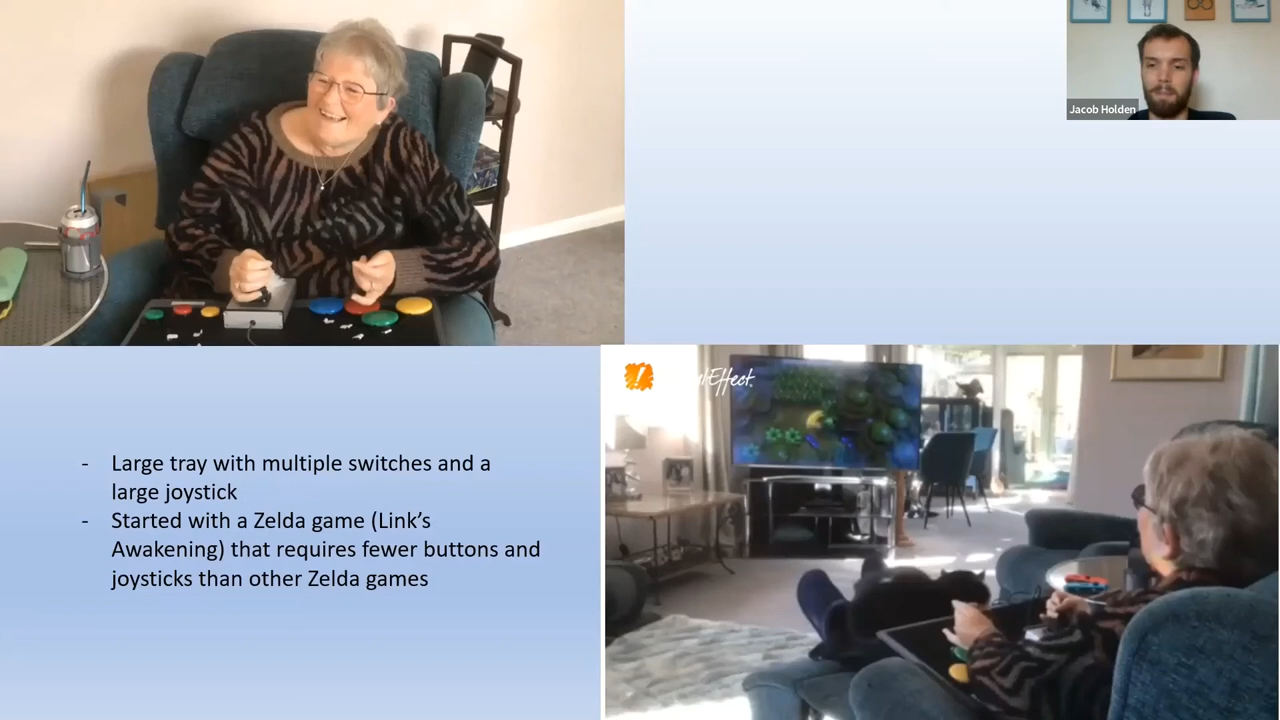 Jacob Holden
- Large tray with multiple switches and a
large joystick
- Started with a Zelda game (Link’s
Awakening) that requires fewer buttons and
joysticks than other Zelda games